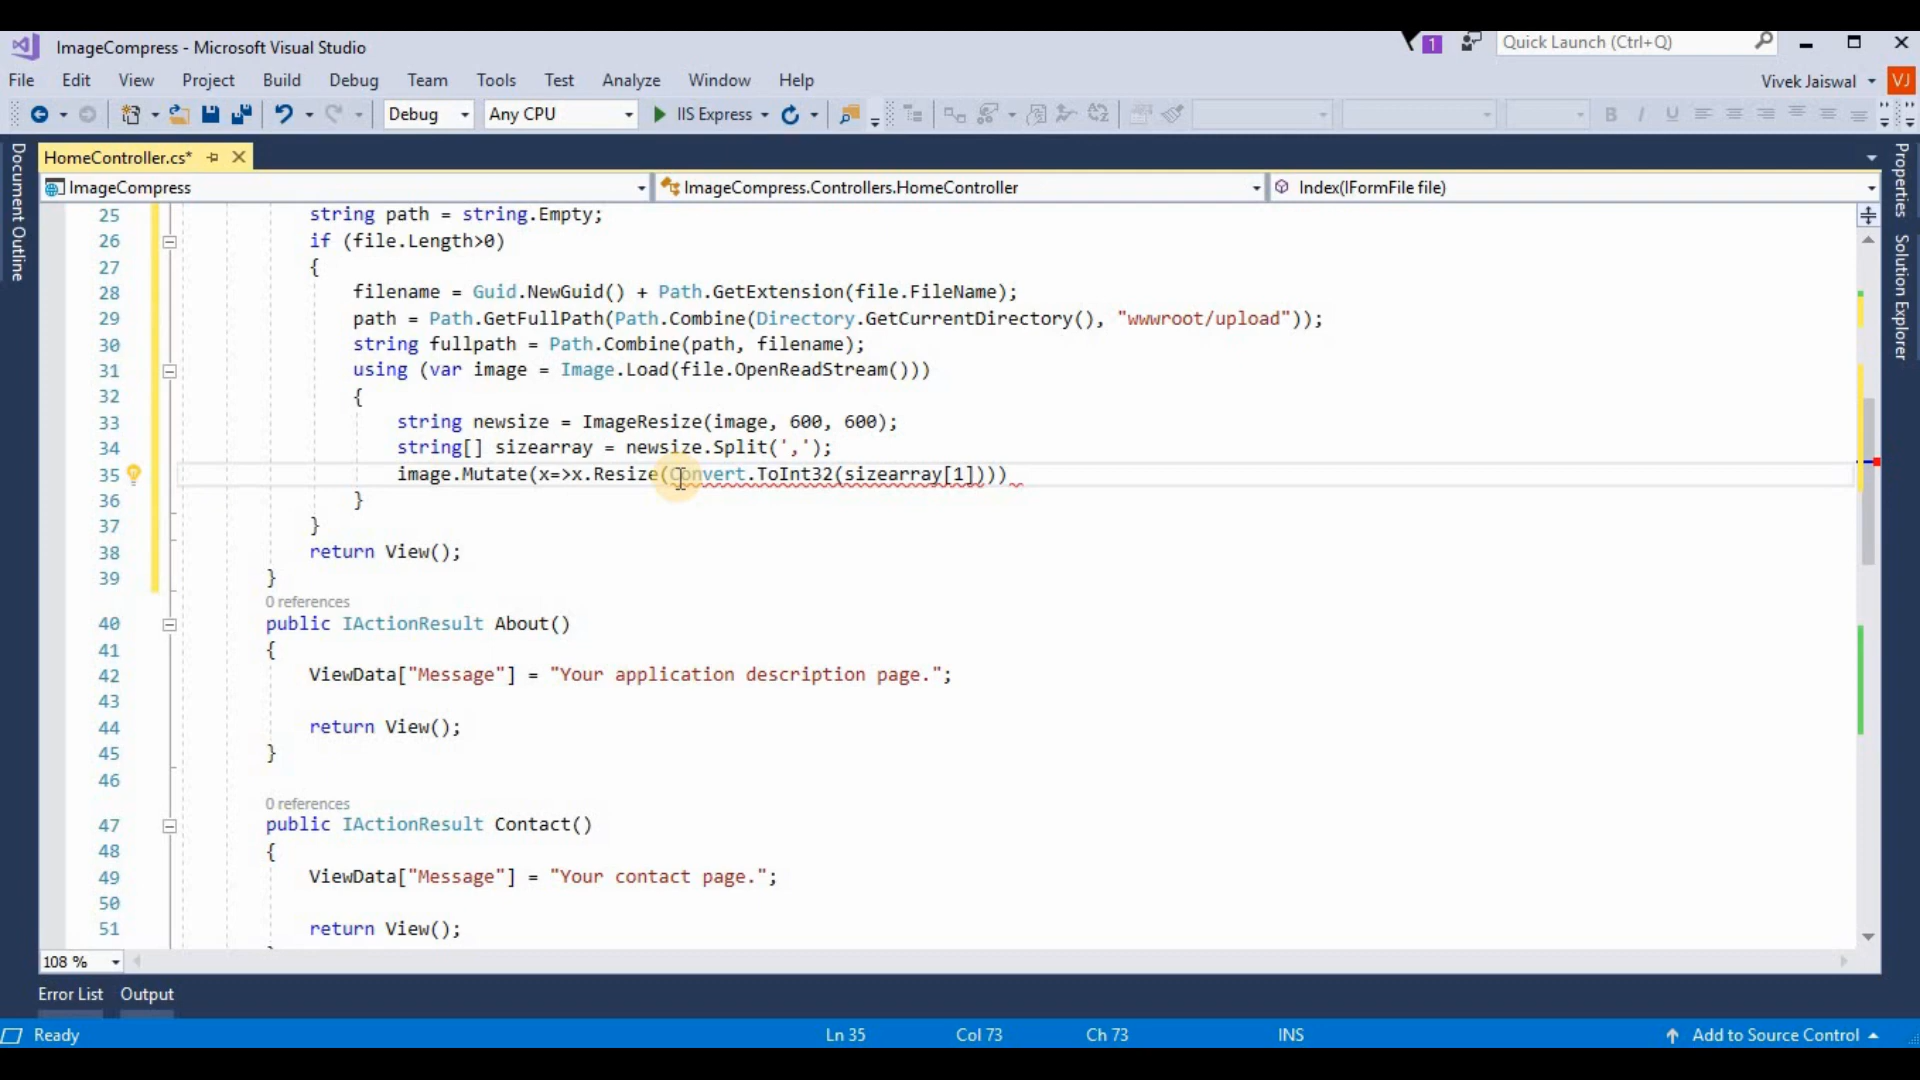 ImageCompress - Microsoft Visual Studio
1
Quick Launch (Ctrl+Q)
File Edit View Project Build Debug Team Tools Test Analyze Window Help
Vivek Jaiswal
VJ
Debug
Any CPU
IIS Express
B I U
Document Outline
HomeController.cs*
Properties
Solution Explorer
ImageCompress
ImageCompress.Controllers.HomeController
Index(IFormFile file)
25 string path = string.Empty;
26 if (file.Length>0)
27 {
28 filename = Guid.NewGuid() + Path.GetExtension(file.FileName);
29 path = Path.GetFullPath(Path.Combine(Directory.GetCurrentDirectory(), "wwwroot/upload"));
30 string fullpath = Path.Combine(path, filename);
31 using (var image = Image.Load(file.OpenReadStream()))
32 {
33 string newsize = ImageResize(image, 600, 600);
34 string[] sizearray = newsize.Split(',');
35 image.Mutate(x=>x.Resize(Convert.ToInt32(sizearray[1])))
36 }
37 }
38 return View();
39 }
0 references
40 public IActionResult About()
41 {
42 ViewData["Message"] = "Your application description page.";
43
44 return View();
45 }
46
0 references
47 public IActionResult Contact()
48 {
49 ViewData["Message"] = "Your contact page.";
50
51 return View();
108 %
Error List Output
Ready
Ln 35
Col 73
Ch 73
INS
Add to Source Control